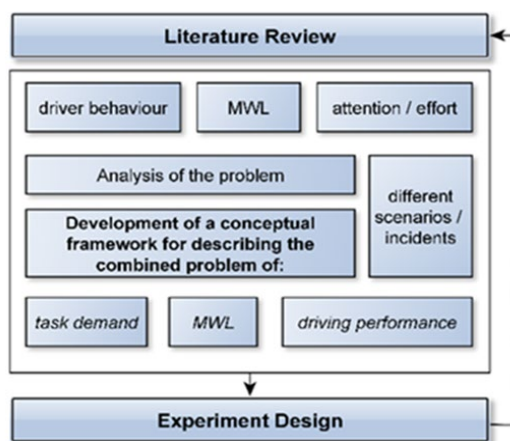 Literature Review
driver behaviour
MWL
attention / effort
Analysis of the problem
different
scenarios /
incidents
Development of a conceptual
framework for describing the
combined problem of:
task demand
MWL
driving performance
Experiment Design